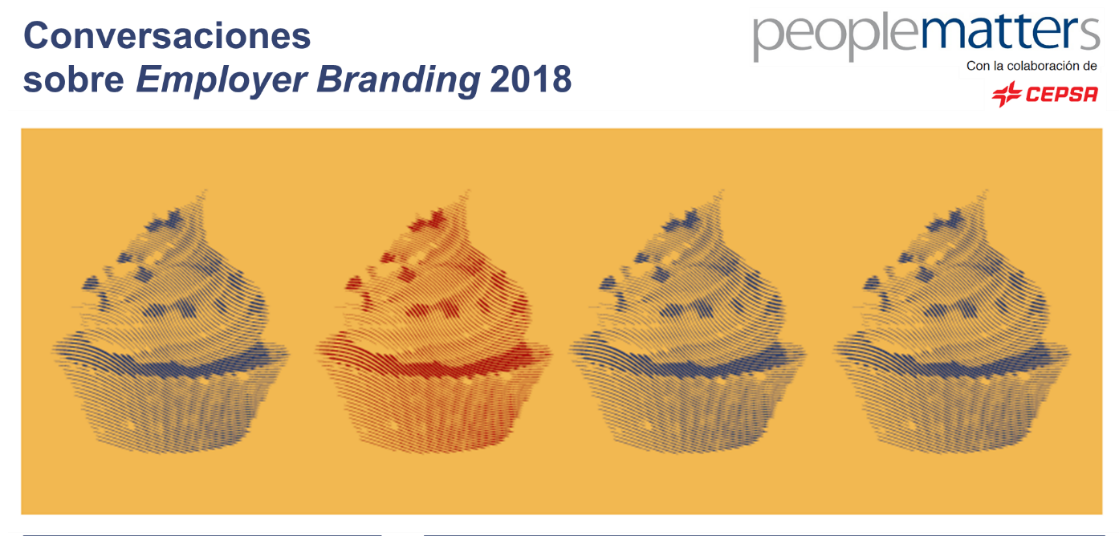 Conversaciones
sobre Employer Branding 2018
peoplematters
Con la colaboración de
CEPSA